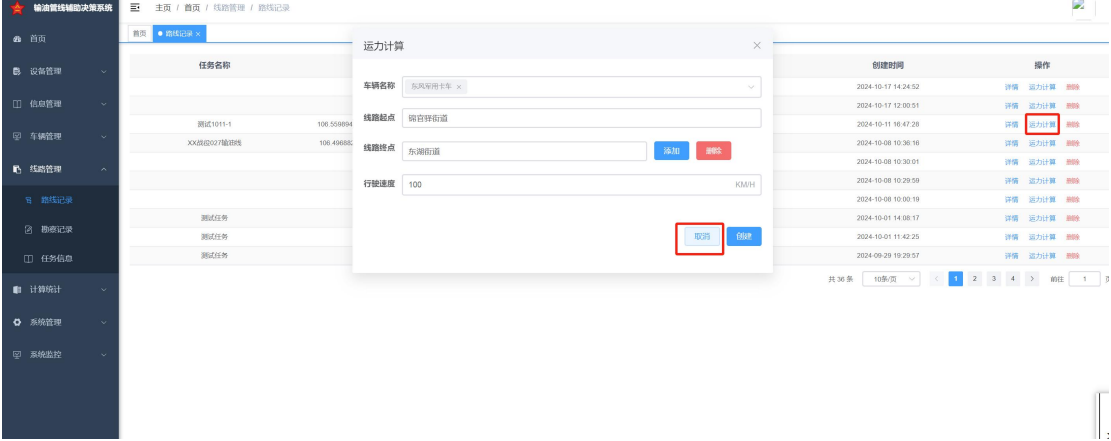 输油管线辅助决策系统
主页 / 首页 / 线路管理 / 路线记录
首页 路线记录 ×
首页
设备管理
信息管理
车辆管理
线路管理
路线记录
勘察记录
任务信息
计算统计
系统管理
系统监控
任务名称 创建时间 操作
2024-10-17 14:24:52 详情 运力计算 删除
2024-10-17 12:00:51 详情 运力计算 删除
测试1011-1 106.559894 2024-10-11 16:47:28 详情 运力计算 删除
XX战位027输油线 106.49688 2024-10-08 10:36:16 详情 运力计算 删除
2024-10-08 10:30:01 详情 运力计算 删除
2024-10-08 10:29:59 详情 运力计算 删除
2024-10-08 10:00:19 详情 运力计算 删除
测试任务 2024-10-01 14:08:17 详情 运力计算 删除
测试任务 2024-10-01 11:42:25 详情 运力计算 删除
测试任务 2024-09-29 19:29:57 详情 运力计算 删除
共 36 条 10条/页 1 2 3 4 前往 1 页
运力计算
车辆名称 东风军用卡车 ×
线路起点 锦官驿街道
线路终点 东湖街道 添加 删除
行驶速度 100 KM/H
取消 创建